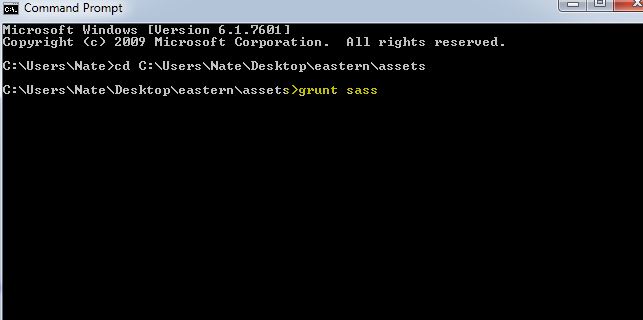 Command Prompt
Microsoft Windows [Version 6.1.7601]
Copyright (c) 2009 Microsoft Corporation.  All rights reserved.
C:\Users\Nate>cd C:\Users\Nate\Desktop\eastern\assets
C:\Users\Nate\Desktop\eastern\assets>grunt sass